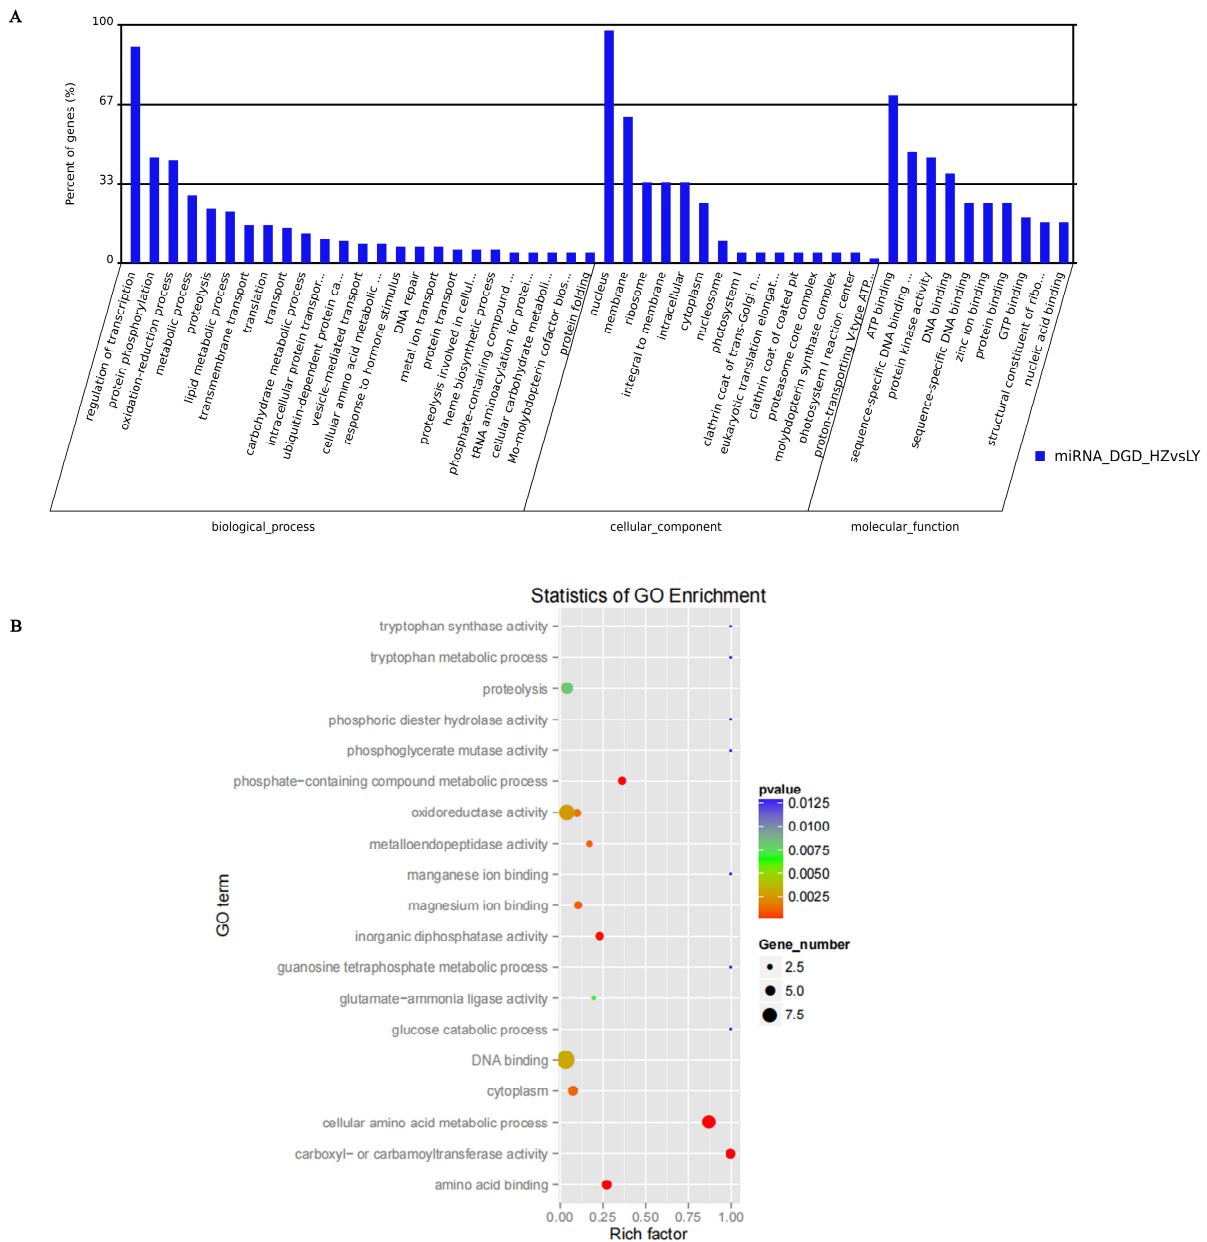 A
100
67
33
0
Percent of genes (%)
regulation of transcription
protein phosphorylation
oxidation-reduction process
metabolic process
proteolysis
lipid metabolic process
transmembrane transport
translation
transport
carbohydrate metabolic process
intracellular protein transpor...
ubiquitin-dependent protein ca...
vesicle-mediated transport
cellular amino acid metabolic ...
response to hormone stimulus
DNA repair
metal ion transport
protein transport
proteolysis involved in cellul...
heme biosynthetic process
phosphate-containing compound ...
tRNA aminoacylation for protei...
cellular carbohydrate metaboli...
Mo-molybdopterin cofactor bios...
protein folding
nucleus
membrane
ribosome
integral to membrane
intracellular
cytoplasm
nucleosome
photosystem I
clathrin coat of trans-Golgi n...
eukaryotic translation elongat...
clathrin coat of coated pit
proteasome core complex
molybdopterin synthase complex
photosystem I reaction center
proton-transporting V-type ATP...
ATP binding
sequence-specific DNA binding ...
protein kinase activity
DNA binding
sequence-specific DNA binding
zinc ion binding
protein binding
GTP binding
structural constituent of ribo...
nucleic acid binding
miRNA_DGD_HZvsLY
biological_process
cellular_component
molecular_function
B
Statistics of GO Enrichment
GO term
tryptophan synthase activity
tryptophan metabolic process
proteolysis
phosphoric diester hydrolase activity
phosphoglycerate mutase activity
phosphate−containing compound metabolic process
oxidoreductase activity
metalloendopeptidase activity
manganese ion binding
magnesium ion binding
inorganic diphosphatase activity
guanosine tetraphosphate metabolic process
glutamate−ammonia ligase activity
glucose catabolic process
DNA binding
cytoplasm
cellular amino acid metabolic process
carboxyl− or carbamoyltransferase activity
amino acid binding
0.00 0.25 0.50 0.75 1.00
Rich factor
pvalue
0.0125
0.0100
0.0075
0.0050
0.0025
Gene_number
2.5
5.0
7.5